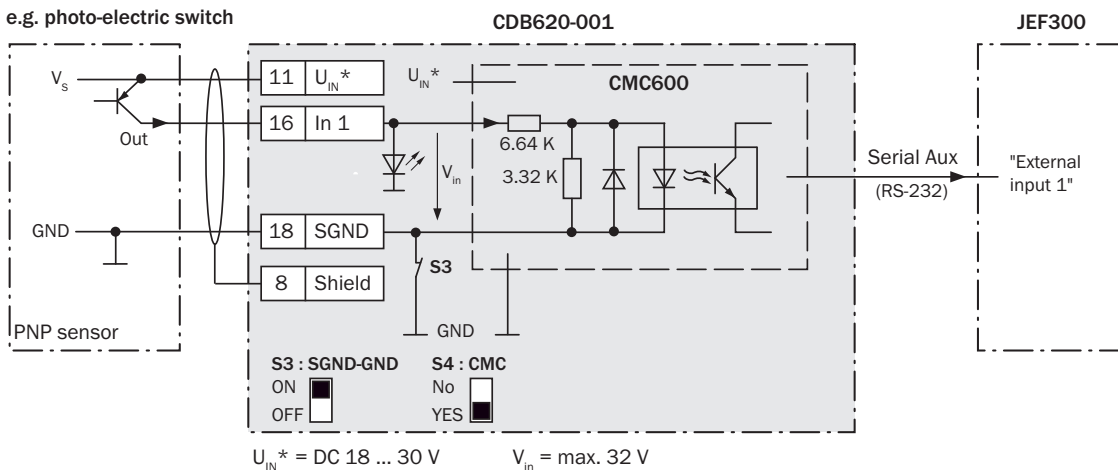 e.g. photo-electric switch
CDB620-001
JEF300
V_S
11 U_IN*
U_IN*
CMC600
16 In 1
Out
6.64 K
3.32 K
V_in
Serial Aux
(RS-232)
"External
input 1"
GND
18 SGND
S3
8 Shield
GND
PNP sensor
S3 : SGND-GND
ON
OFF
S4 : CMC
No
YES
U_IN* = DC 18 ... 30 V
V_in = max. 32 V